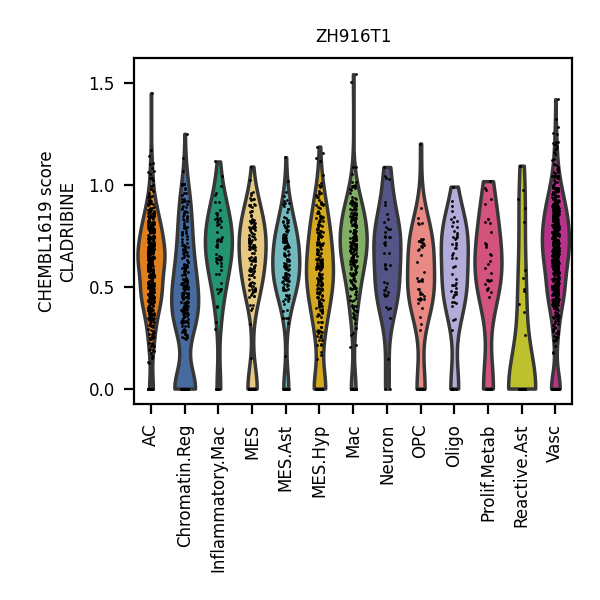 ZH916T1
CHEMBL1619 score
CLADRIBINE
1.5
1.0
0.5
0.0
AC
Chromatin.Reg
Inflammatory.Mac
MES
MES.Ast
MES.Hyp
Mac
Neuron
OPC
Oligo
Prolif.Metab
Reactive.Ast
Vasc